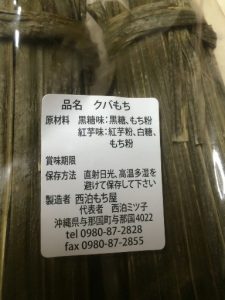 品名　クバもち
原材料　黒糖味：黒糖、もち粉
紅芋味：紅芋粉、白糖、
もち粉
賞味期限
保存方法　直射日光、高温多湿を
避けて保存して下さい
製造者　西泊もち屋
代表者　西泊ミツ子
沖縄県与那国町与那国4022
tel 0980-87-2828
fax 0980-87-2855